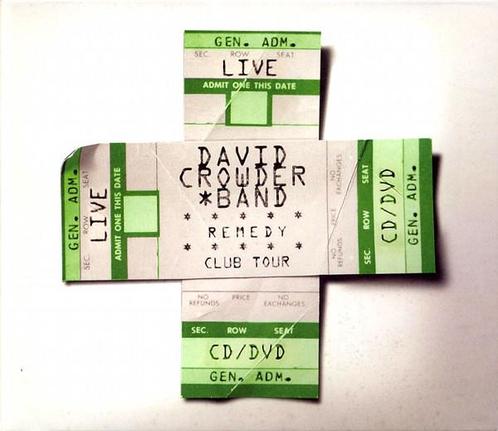 GEN. ADM.
SEC. ROW SEAT
LIVE
ADMIT ONE THIS DATE
GEN. ADM.
SEC. ROW SEAT
LIVE
ADMIT ONE THIS DATE
DAVID
CROWDER
*BAND
* * * * *
REMEDY
* * * * *
CLUB TOUR
NO REFUNDS PRICE NO EXCHANGES
SEC. ROW SEAT
CD/DVD
GEN. ADM.
NO
REFUNDS
PRICE
NO
EXCHANGES
SEC. ROW SEAT
CD/DVD
GEN. ADM.